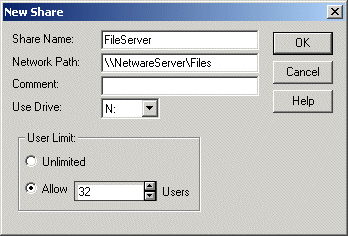 New Share
Share Name: FileServer OK
Network Path: \\NetwareServer\Files
Comment: Cancel
Use Drive: N: Help
User Limit:
Unlimited
Allow 32 Users